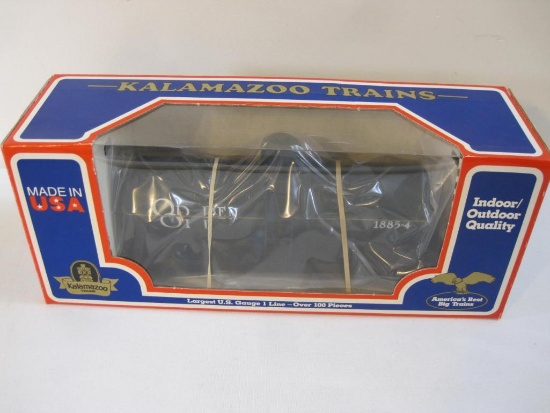 KALAMAZOO TRAINS
MADE IN
USA
Kalamazoo
1885-4
Indoor/
Outdoor
Quality
America's Best
Big Trains
Largest U.S. Gauge 1 Line - Over 100 Pieces